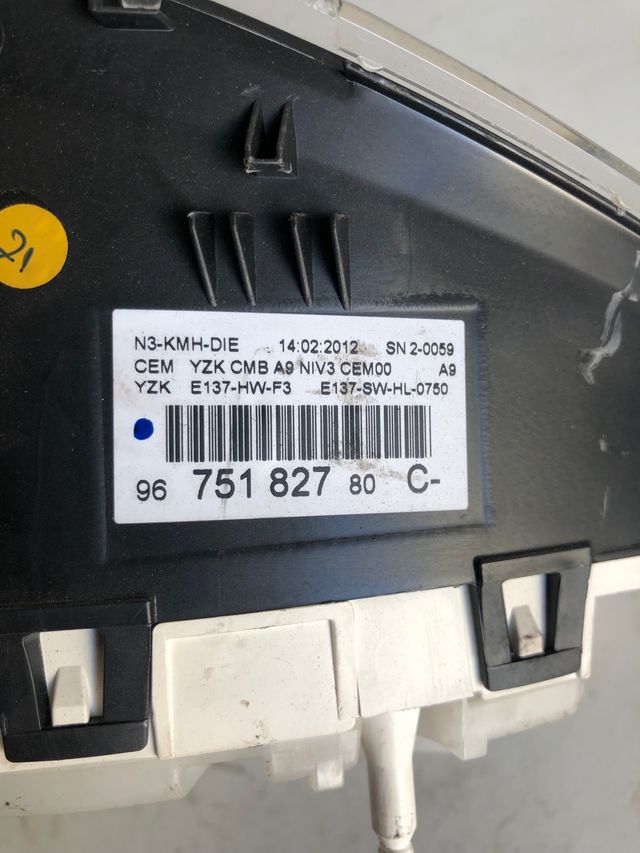 21
N3-KMH-DIE 14:02:2012 SN 2-0059
CEM YZK CMB A9 NIV3 CEM00 A9
YZK E137-HW-F3 E137-SW-HL-0750
96 751 827 80 C-